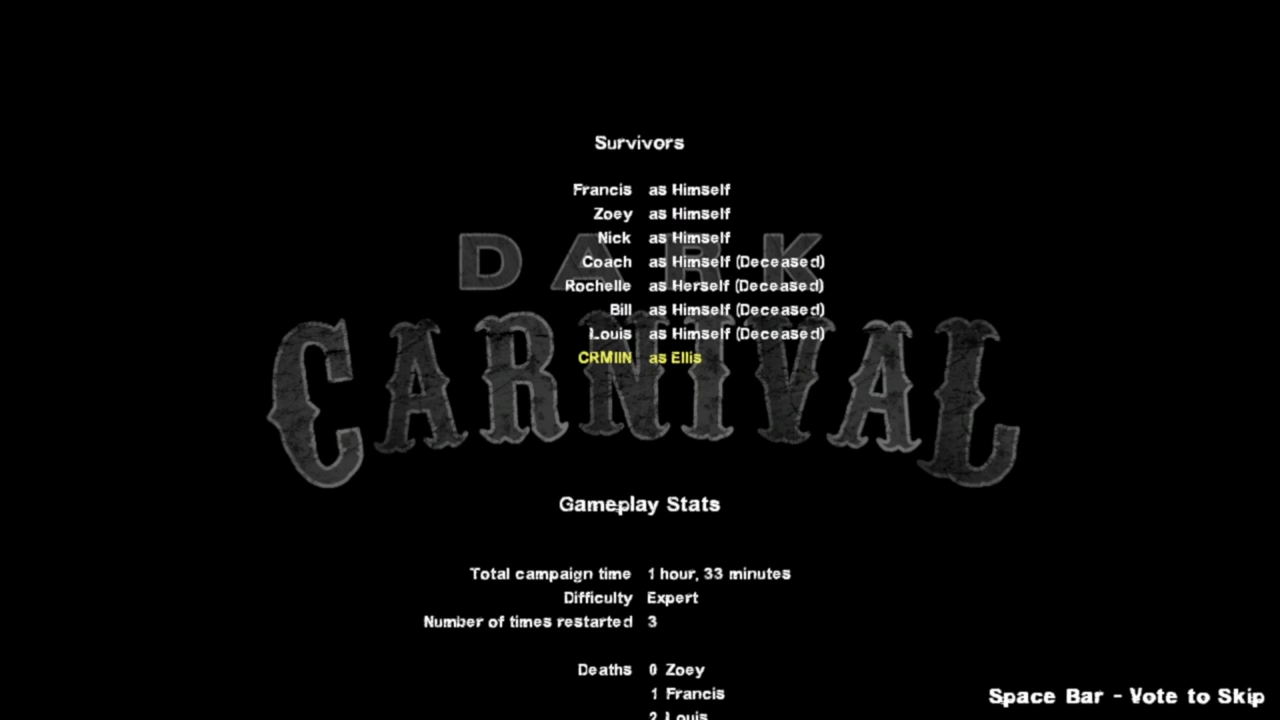 Survivors
Francis as Himself
Zoey as Himself
Nick as Himself
Coach as Himself (Deceased)
Rochelle as Herself (Deceased)
Bill as Himself (Deceased)
Louis as Himself (Deceased)
CRMIIN as Ellis
DARK
CARNIVAL
Gameplay Stats
Total campaign time 1 hour, 33 minutes
Difficulty Expert
Number of times restarted 3
Deaths 0 Zoey
1 Francis
2 Louis
Space Bar - Vote to Skip